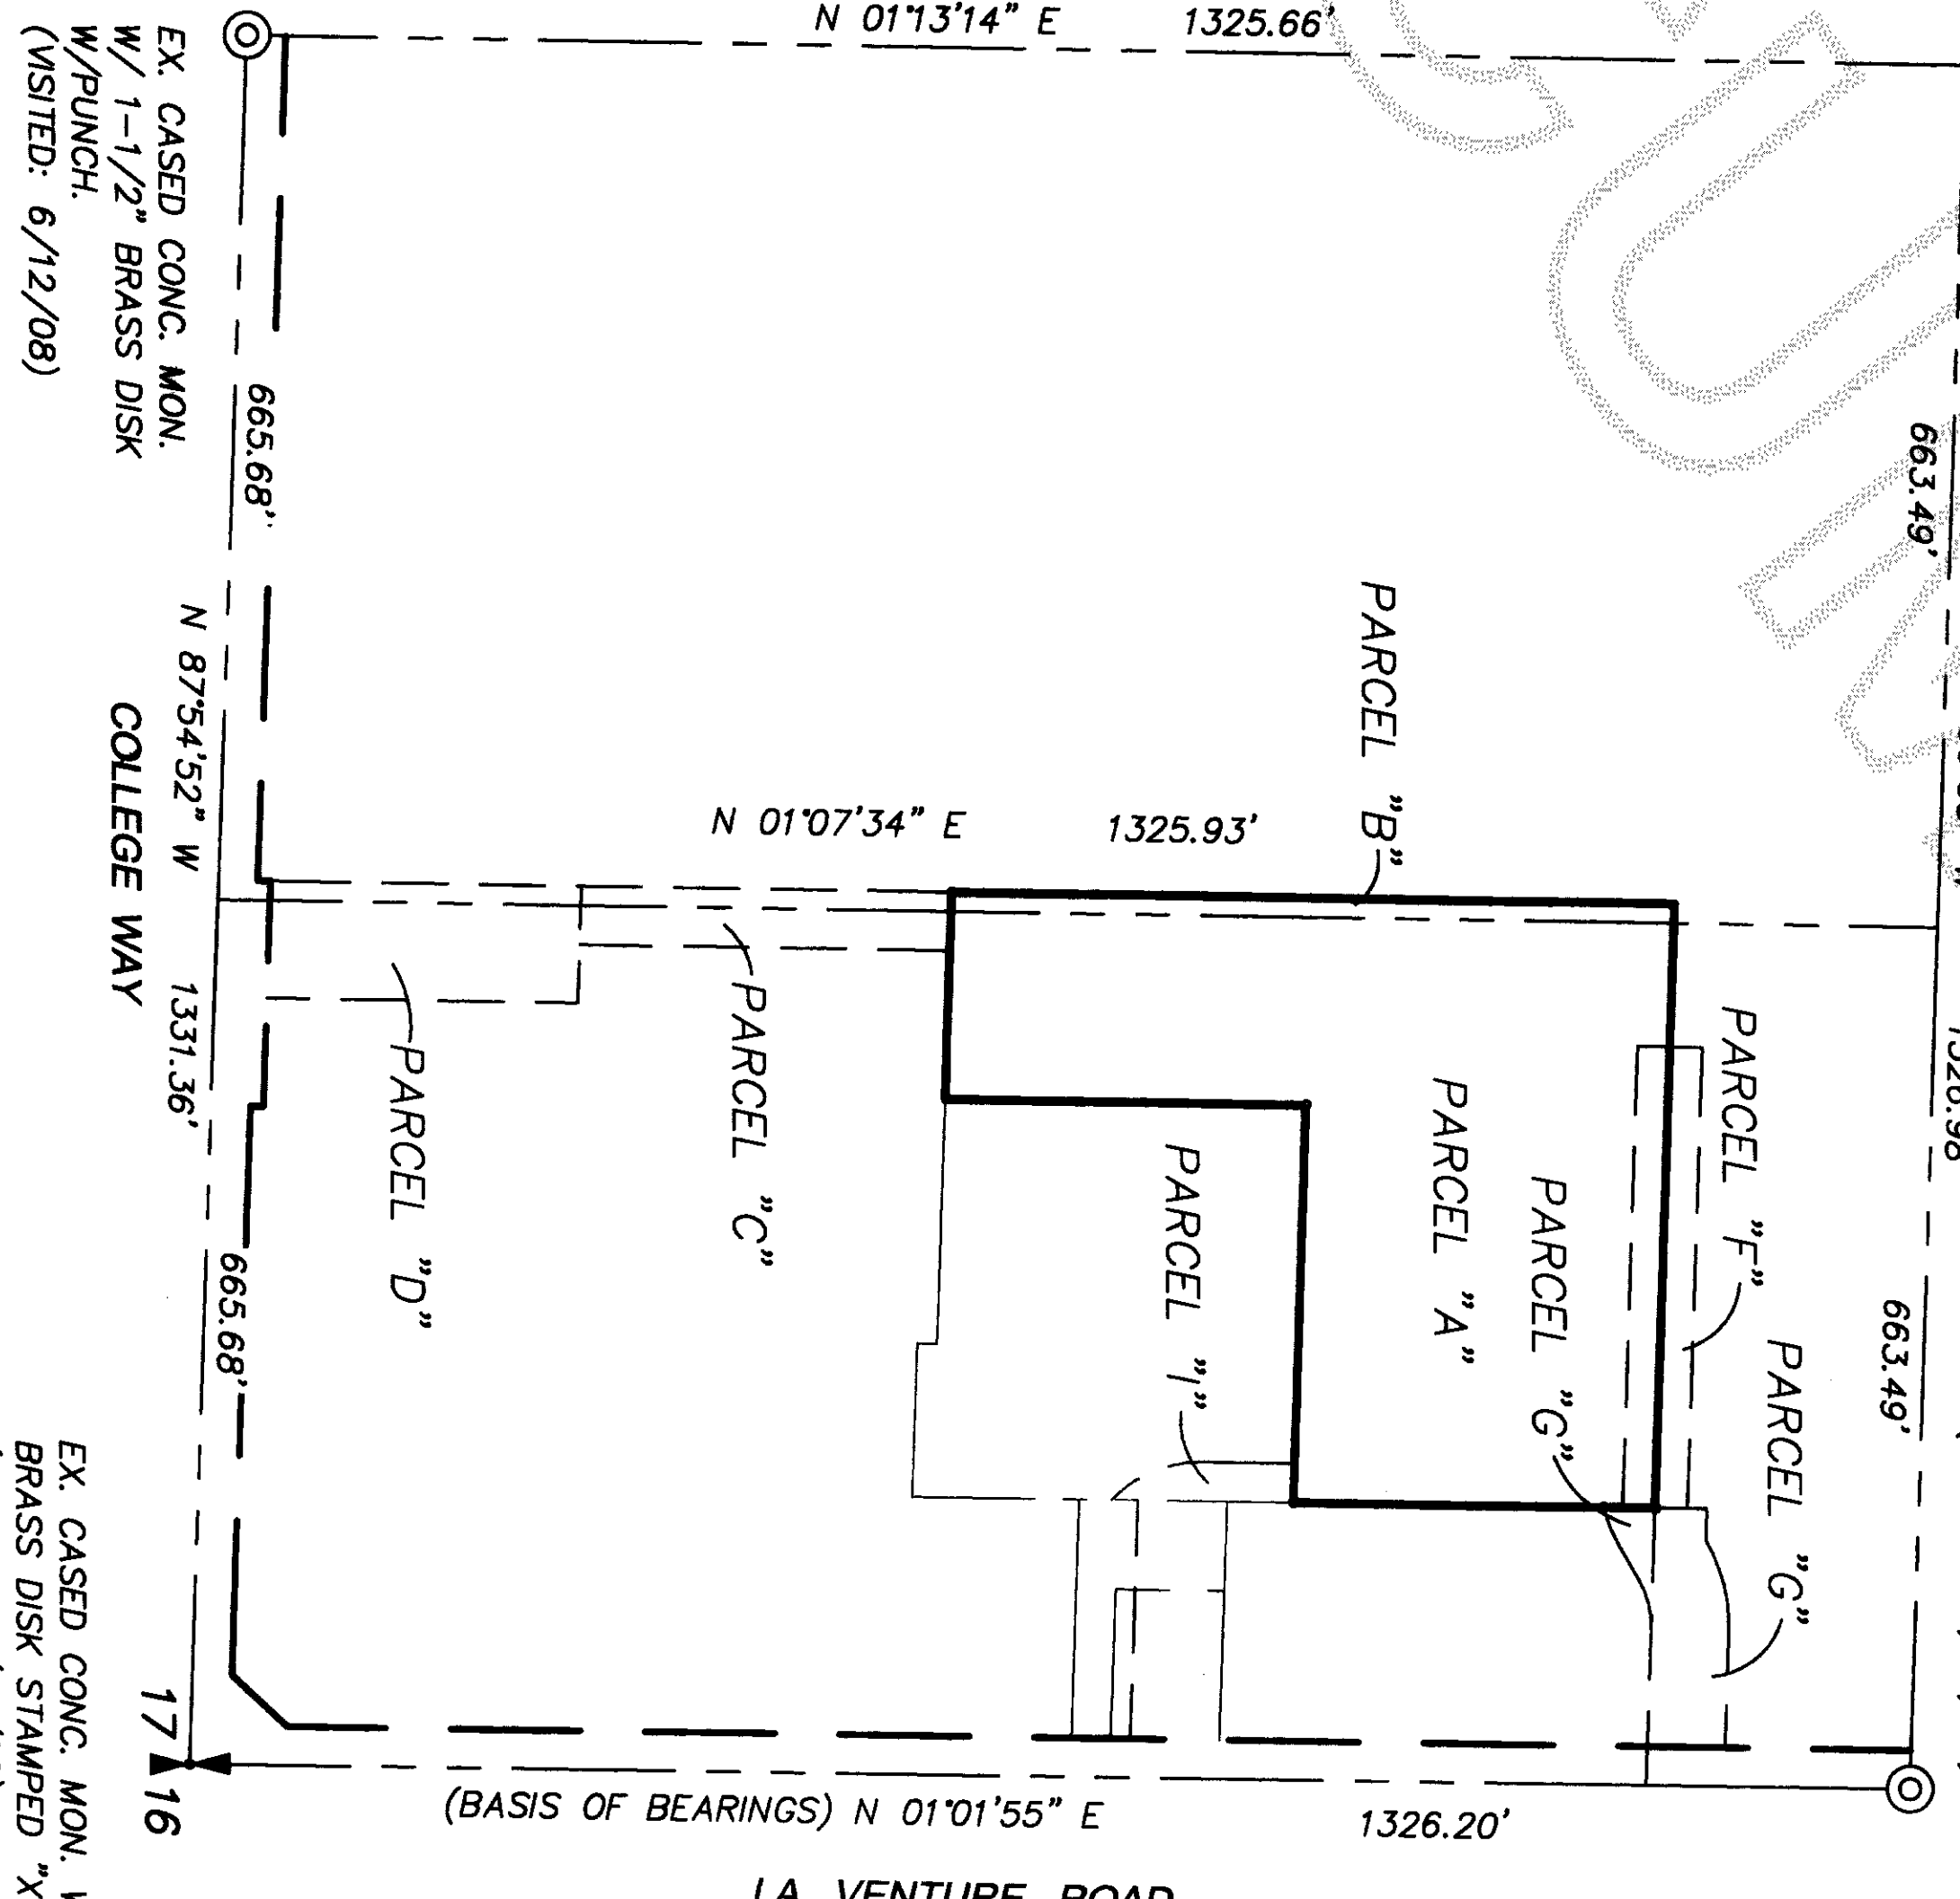 N 01°13'14" E 1325.66'
EX. CASED CONC. MON.
W/ 1-1/2" BRASS DISK
W/PUNCH.
(VISITED: 6/12/08)
665.68'
N 87°54'52" W 1331.36'
COLLEGE WAY
665.68'
663.49'
663.49'
N 01°07'34" E 1325.93'
PARCEL "B"
PARCEL "F"
PARCEL "G"
PARCEL "A"
PARCEL "G"
PARCEL "I"
PARCEL "C"
PARCEL "D"
EX. CASED CONC. MON.
BRASS DISK STAMPED "X
17 16
(BASIS OF BEARINGS) N 01°01'55" E 1326.20'
LA VENTURE ROAD